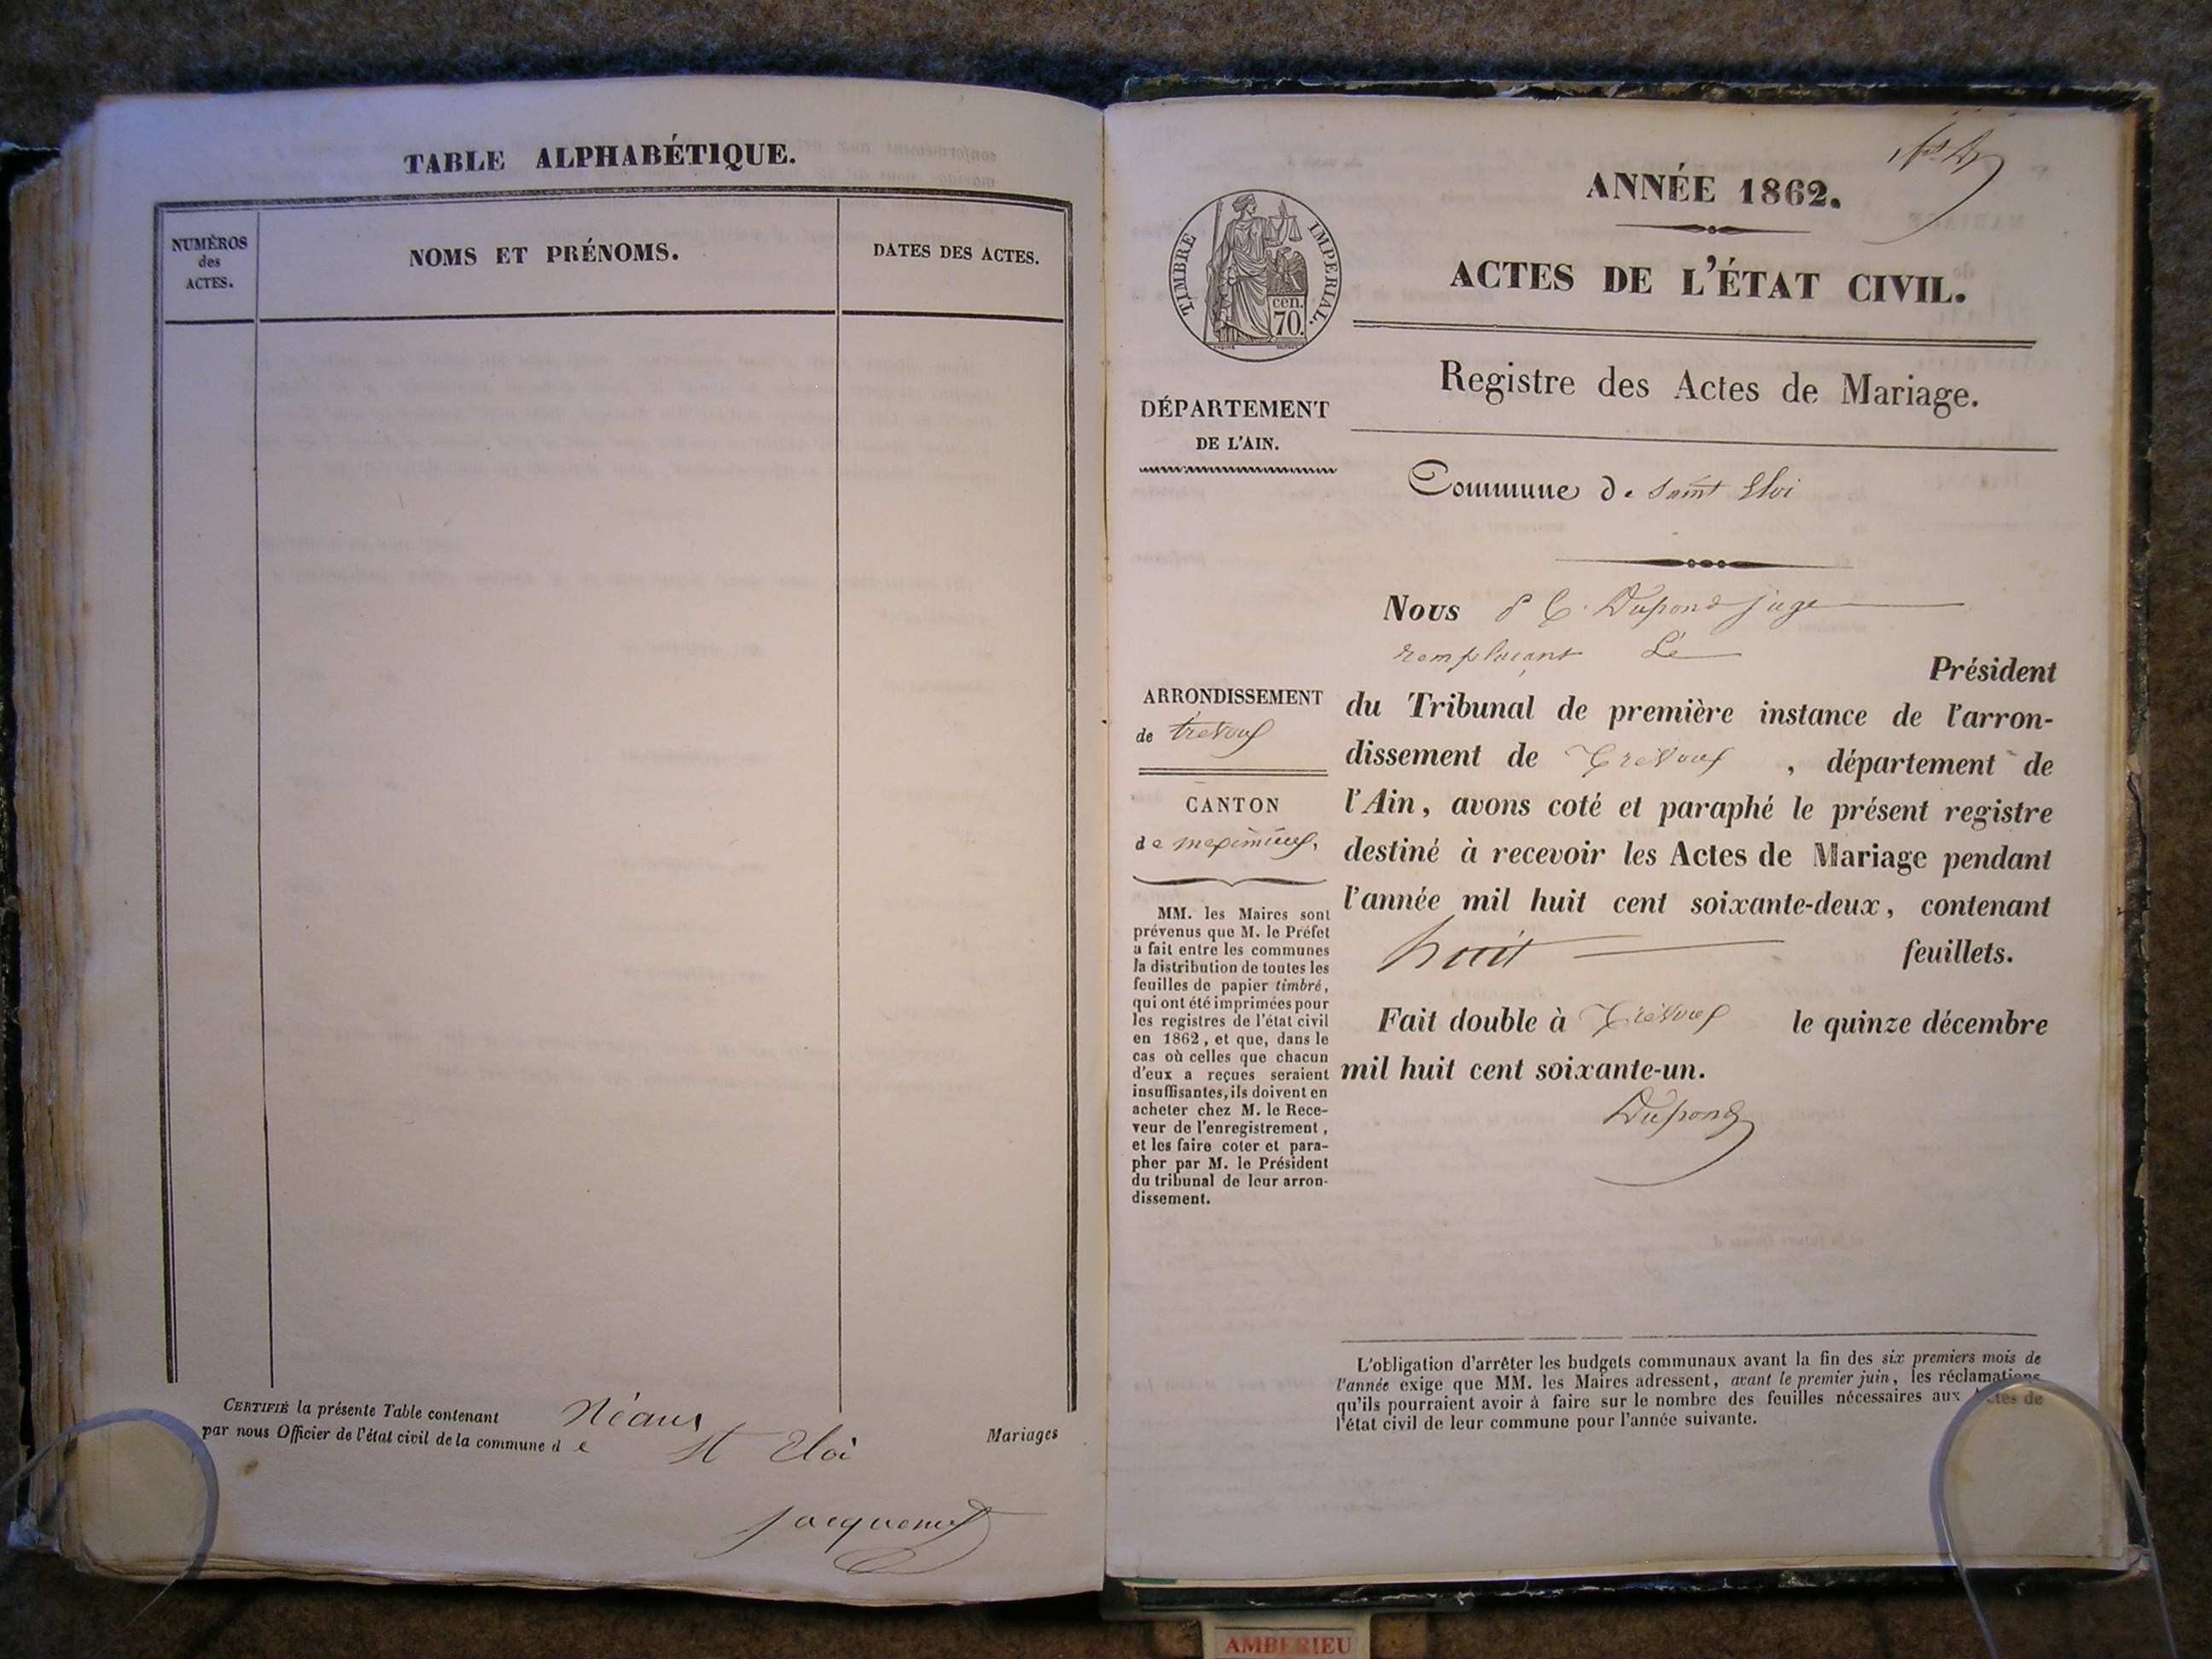 TABLE ALPHABÉTIQUE.
NUMÉROS
des
ACTES.
NOMS ET PRÉNOMS.
DATES DES ACTES.
CERTIFIÉ la présente Table contenant Néant Mariages
par nous Officier de l'état civil de la commune de St Eloi
Jacquemet
ANNÉE 1862.
TIMBRE IMPERIAL.
cen.
70.
ACTES DE L'ÉTAT CIVIL.
Registre des Actes de Mariage.
DÉPARTEMENT
DE L'AIN.
Commune de Saint Eloi
Nous Dupond juge
remplaçant Le
Président
ARRONDISSEMENT
de trevoux
CANTON
de meximieux,
MM. les Maires sont
prévenus que M. le Préfet
a fait entre les communes
la distribution de toutes les
feuilles de papier timbré,
qui ont été imprimées pour
les registres de l'état civil
en 1862, et que, dans le
cas où celles que chacun
d'eux a reçues seraient
insuffisantes, ils doivent en
acheter chez M. le Rece-
veur de l'enregistrement,
et les faire coter et para-
pher par M. le Président
du tribunal de leur arron-
dissement.
du Tribunal de première instance de l'arron-
dissement de Trévoux, département de
l'Ain, avons coté et paraphé le présent registre
destiné à recevoir les Actes de Mariage pendant
l'année mil huit cent soixante-deux, contenant
huit feuillets.
Fait double à Trévoux le quinze décembre
mil huit cent soixante-un.
Dupond
L'obligation d'arrêter les budgets communaux avant la fin des six premiers mois de
l'année exige que MM. les Maires adressent, avant le premier juin, les réclamations
qu'ils pourraient avoir à faire sur le nombre des feuilles nécessaires aux Actes de
l'état civil de leur commune pour l'année suivante.
AMBERIEU